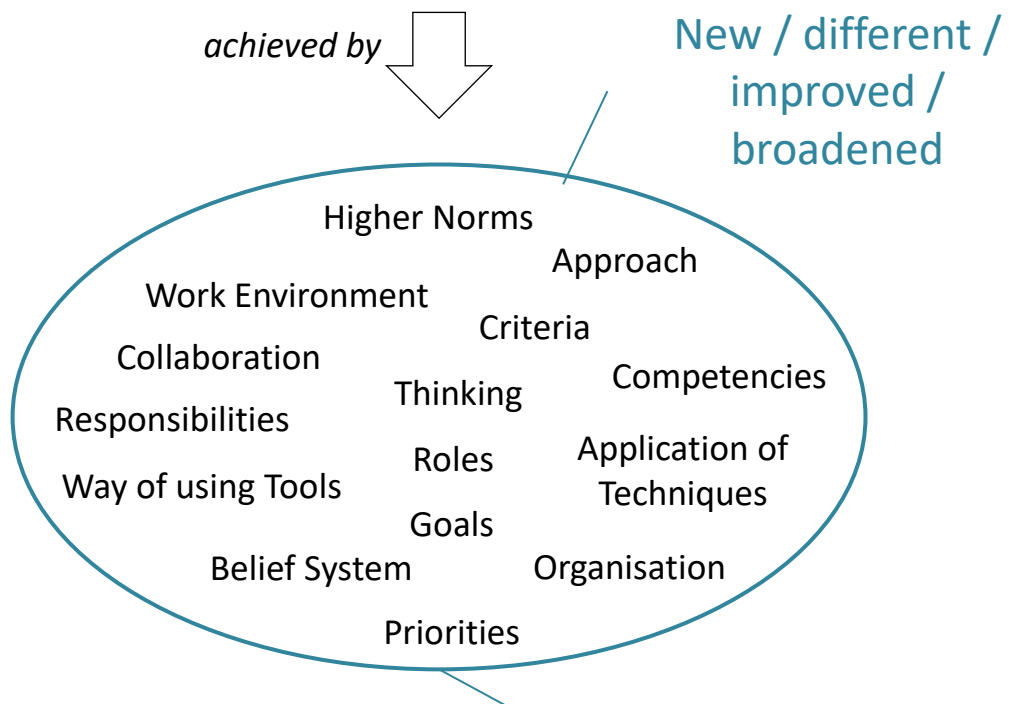 achieved by
New / different /
improved /
broadened
Higher Norms
Approach
Work Environment
Criteria
Collaboration
Competencies
Thinking
Responsibilities
Application of
Techniques
Roles
Way of using Tools
Goals
Belief System
Organisation
Priorities